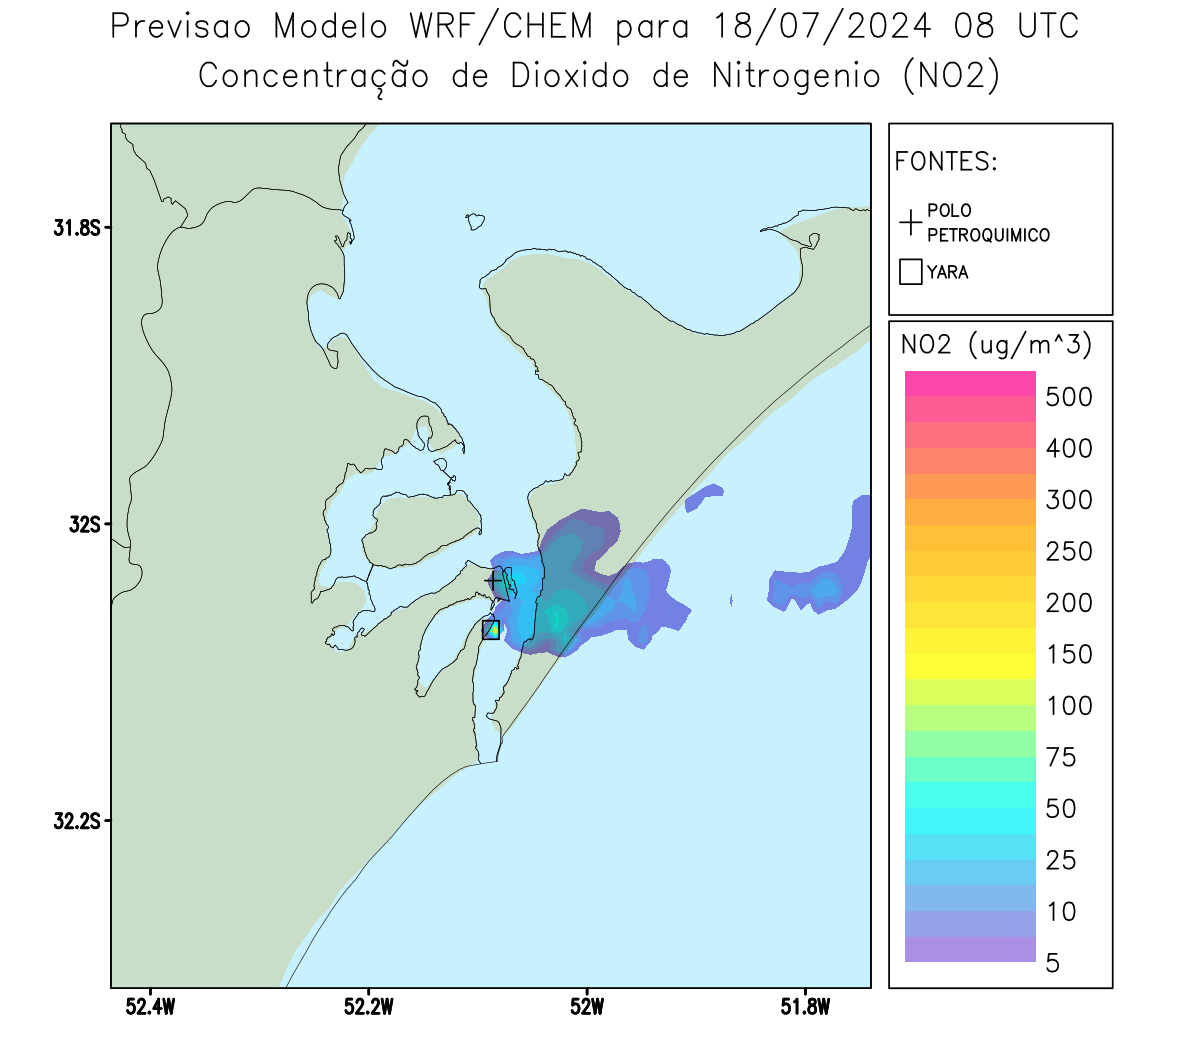 Previsao Modelo WRF/CHEM para 18/07/2024 08 UTC
Concentração de Dioxido de Nitrogenio (NO2)
FONTES:
POLO
PETROQUIMICO
YARA
NO2 (ug/m^3)
500
400
300
250
200
150
100
75
50
25
10
5
31.8S
32S
32.2S
52.4W
52.2W
52W
51.8W